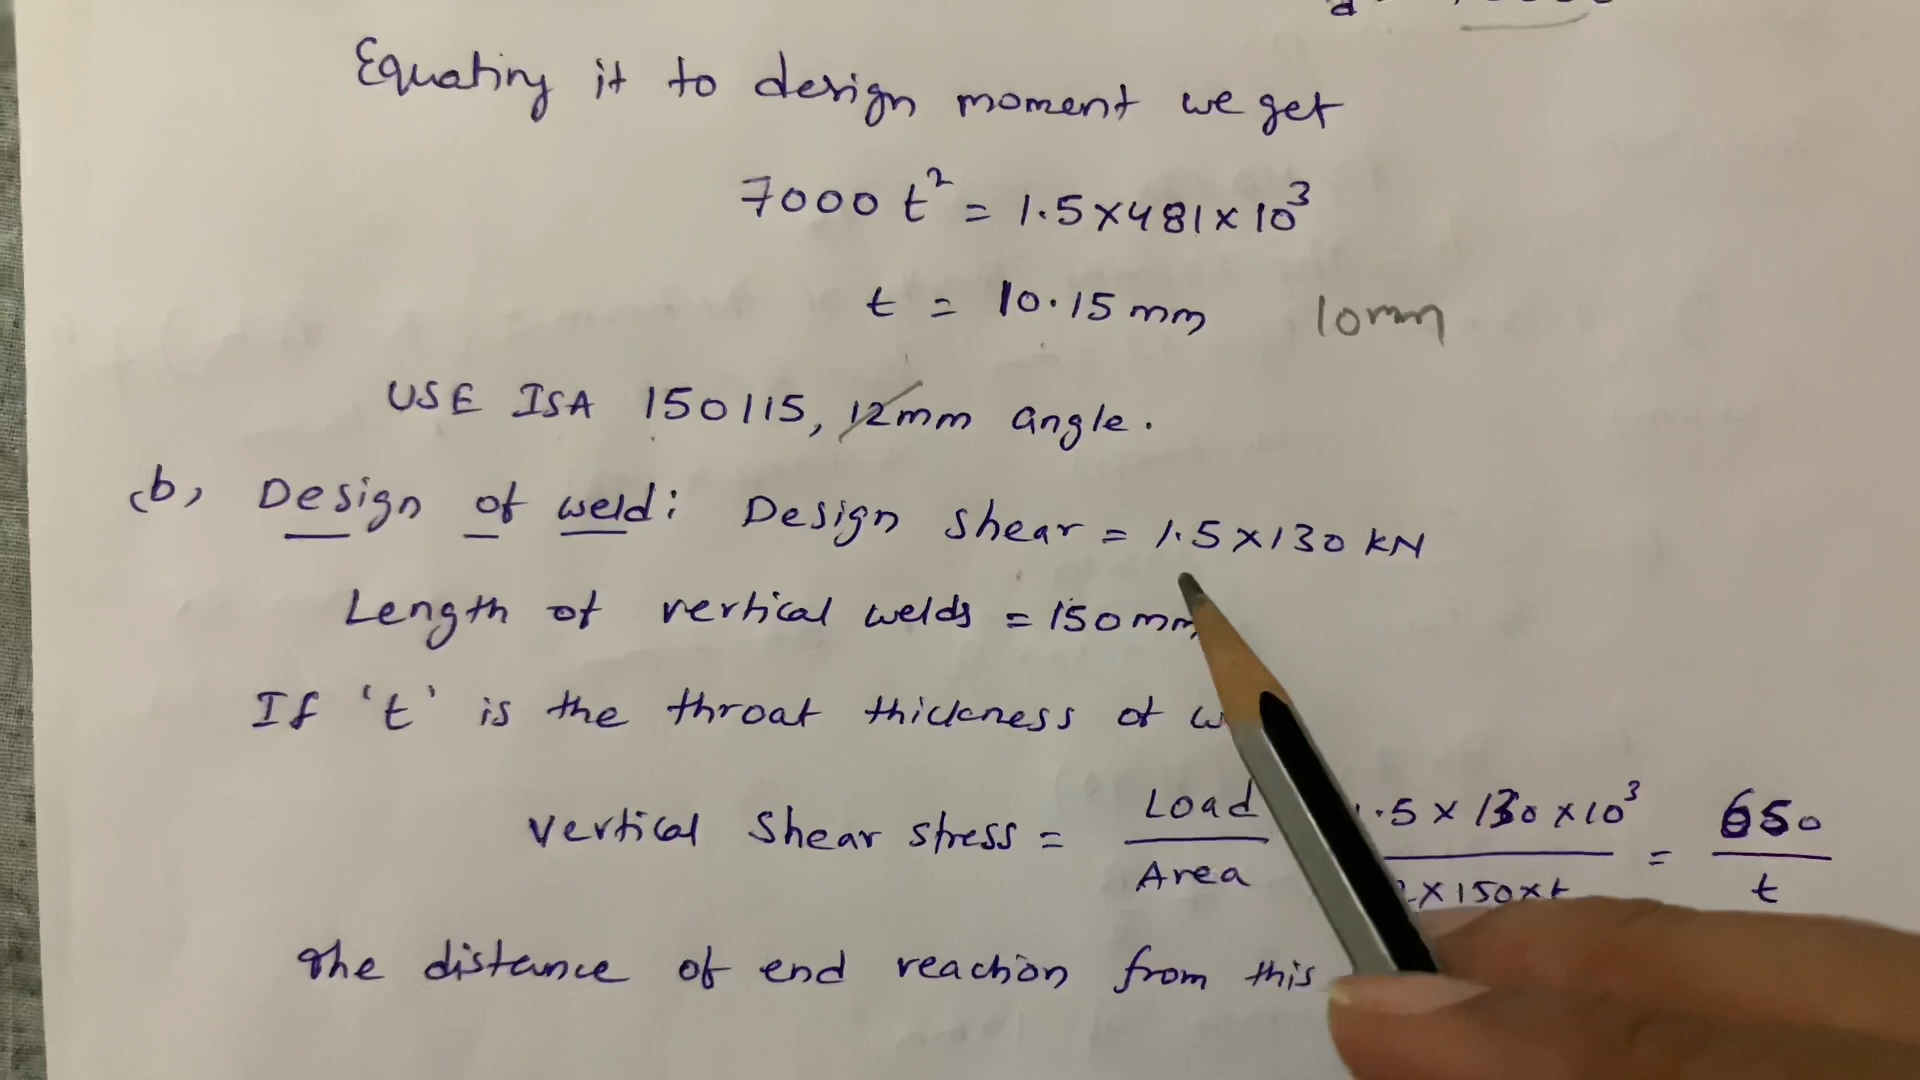 Equating it to design moment we get
7000 t² = 1.5×481×10³
t = 10.15 mm 10mm
USE ISA 150115, 12mm angle.
(b) Design of weld: Design shear = 1.5×130 kN
Length of vertical welds = 150 mm
If 't' is the throat thickness of
Vertical Shear stress = Load / Area .5×130×10³ / 2×150×t = 650 / t
The distance of end reaction from this